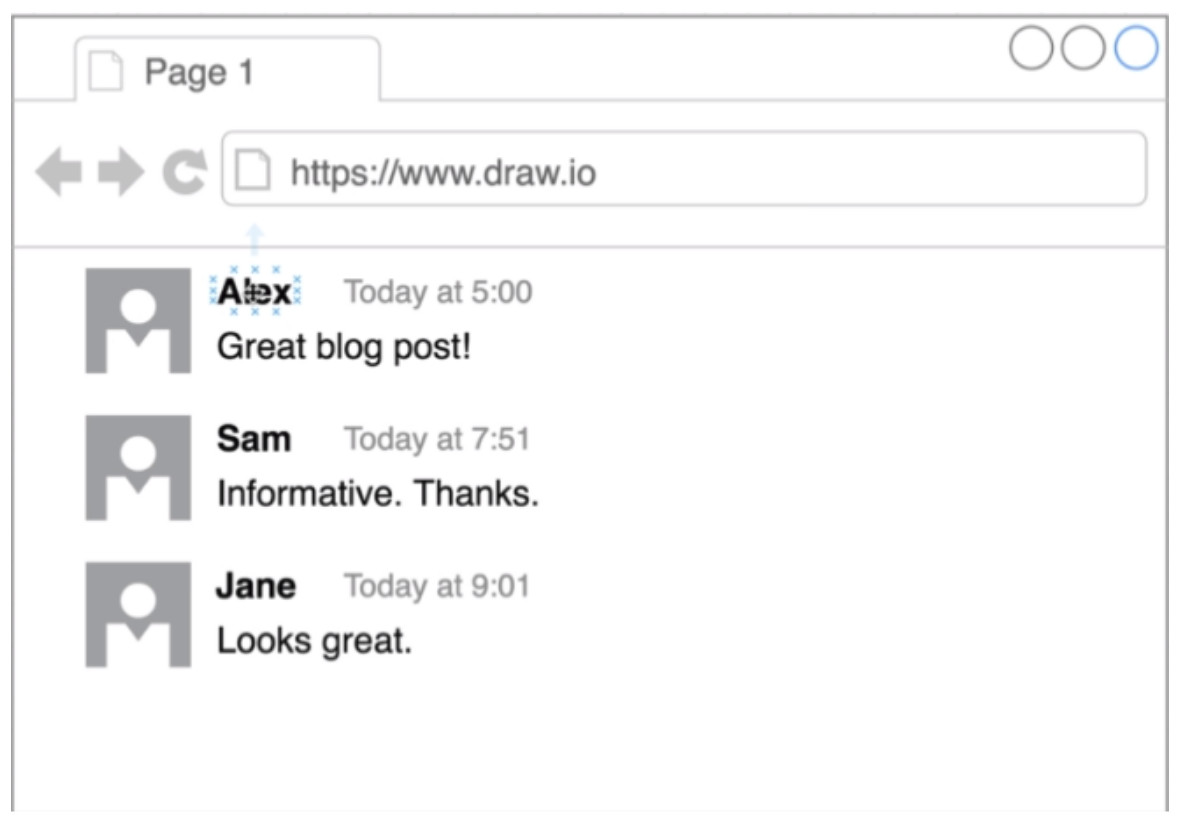 Page 1
https://www.draw.io
Alex Today at 5:00
Great blog post!
Sam Today at 7:51
Informative. Thanks.
Jane Today at 9:01
Looks great.